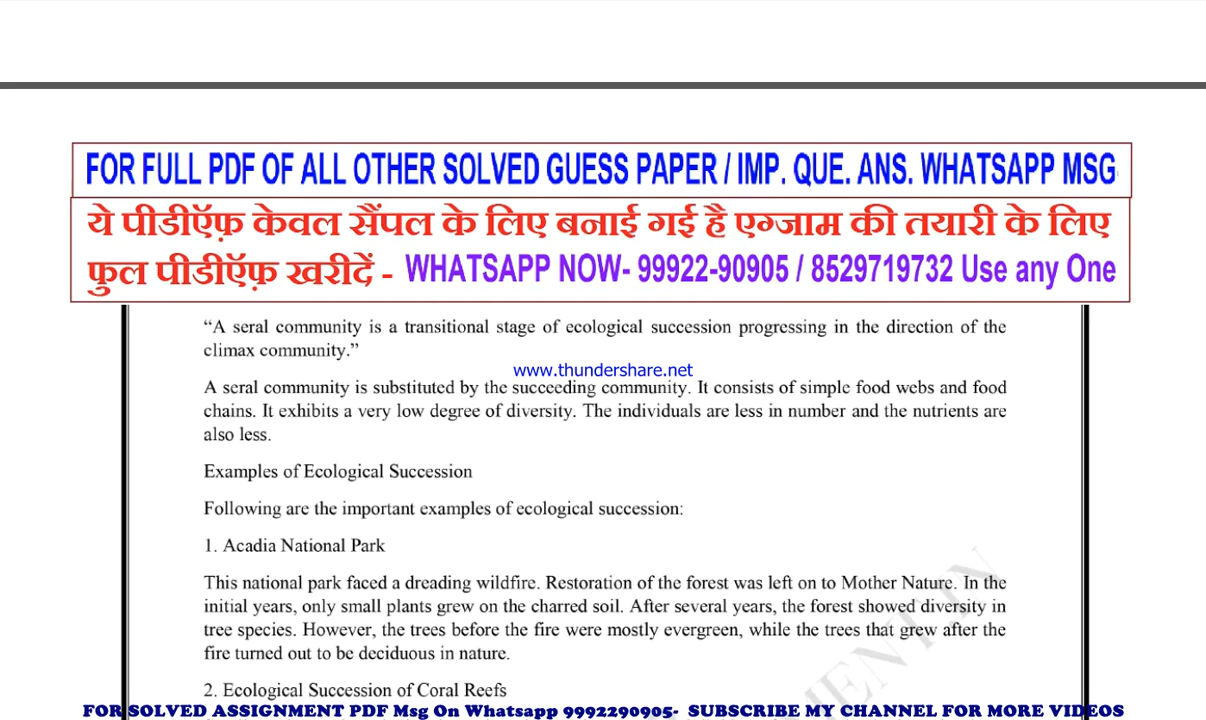 FOR FULL PDF OF ALL OTHER SOLVED GUESS PAPER / IMP. QUE. ANS. WHATSAPP MSG
ये पीडीऍफ़ केवल सैंपल के लिए बनाई गई है एग्जाम की तयारी के लिए
फुल पीडीऍफ़ खरीदें - WHATSAPP NOW- 99922-90905 / 8529719732 Use any One
“A seral community is a transitional stage of ecological succession progressing in the direction of the
climax community.”
www.thundershare.net
A seral community is substituted by the succeeding community. It consists of simple food webs and food
chains. It exhibits a very low degree of diversity. The individuals are less in number and the nutrients are
also less.
Examples of Ecological Succession
Following are the important examples of ecological succession:
1. Acadia National Park
This national park faced a dreading wildfire. Restoration of the forest was left on to Mother Nature. In the
initial years, only small plants grew on the charred soil. After several years, the forest showed diversity in
tree species. However, the trees before the fire were mostly evergreen, while the trees that grew after the
fire turned out to be deciduous in nature.
2. Ecological Succession of Coral Reefs
FOR SOLVED ASSIGNMENT PDF Msg On Whatsapp 9992290905- SUBSCRIBE MY CHANNEL FOR MORE VIDEOS